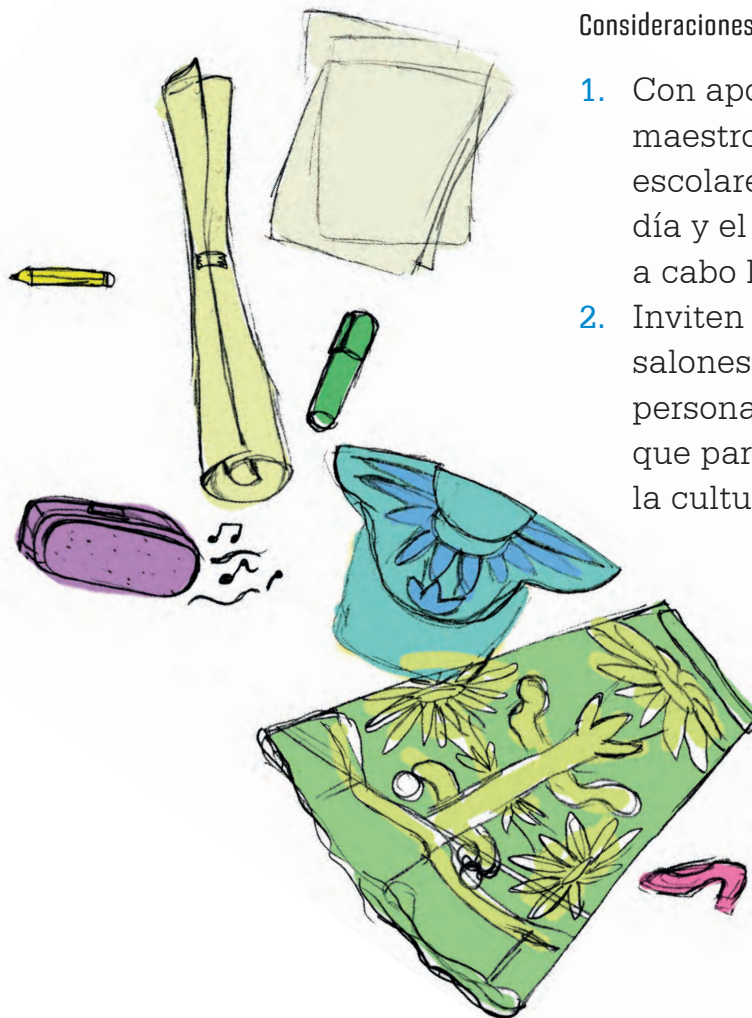 Consideraciones
1. Con apo
maestro
escolare
día y el
a cabo l
2. Inviten
salones
persona
que par
la cultu